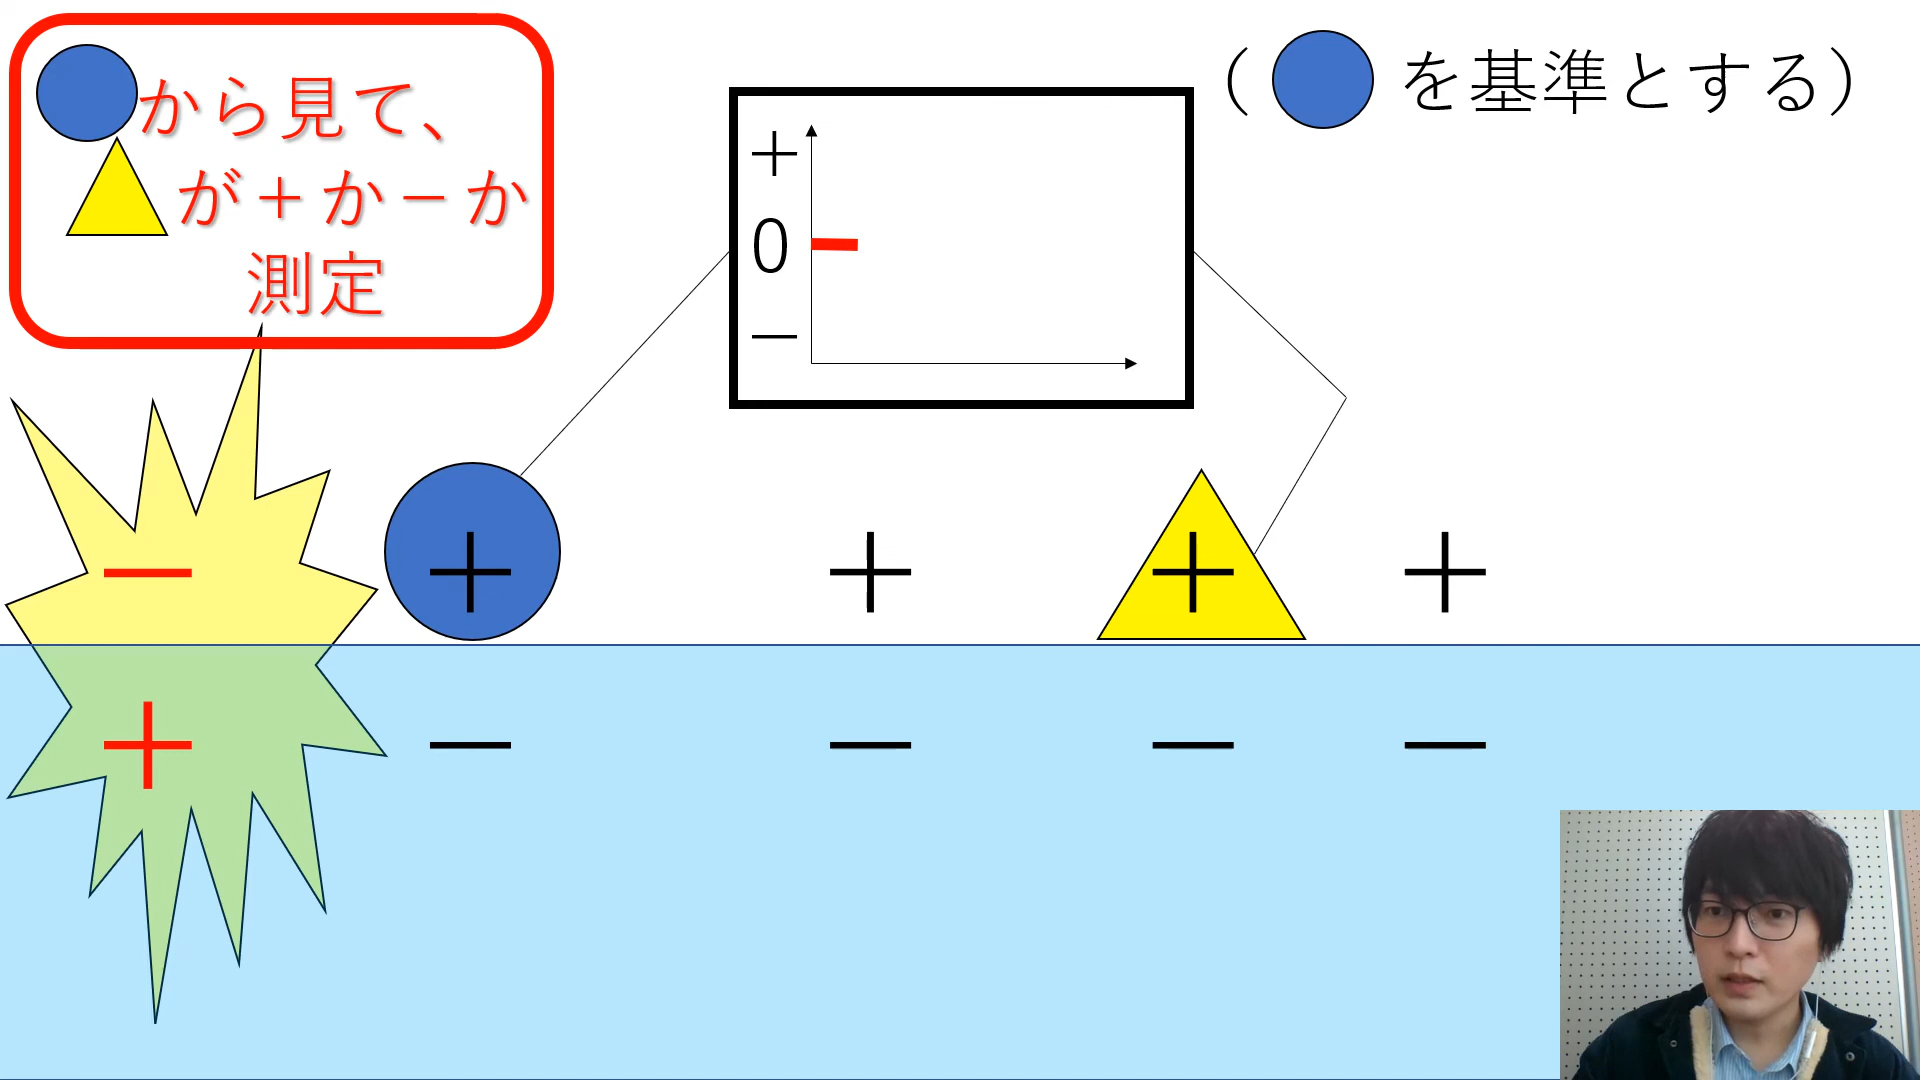 から見て、
が＋か－か
測定
（ を基準とする）
＋
0
－
－ ＋ ＋ ＋ ＋
＋ － － － －